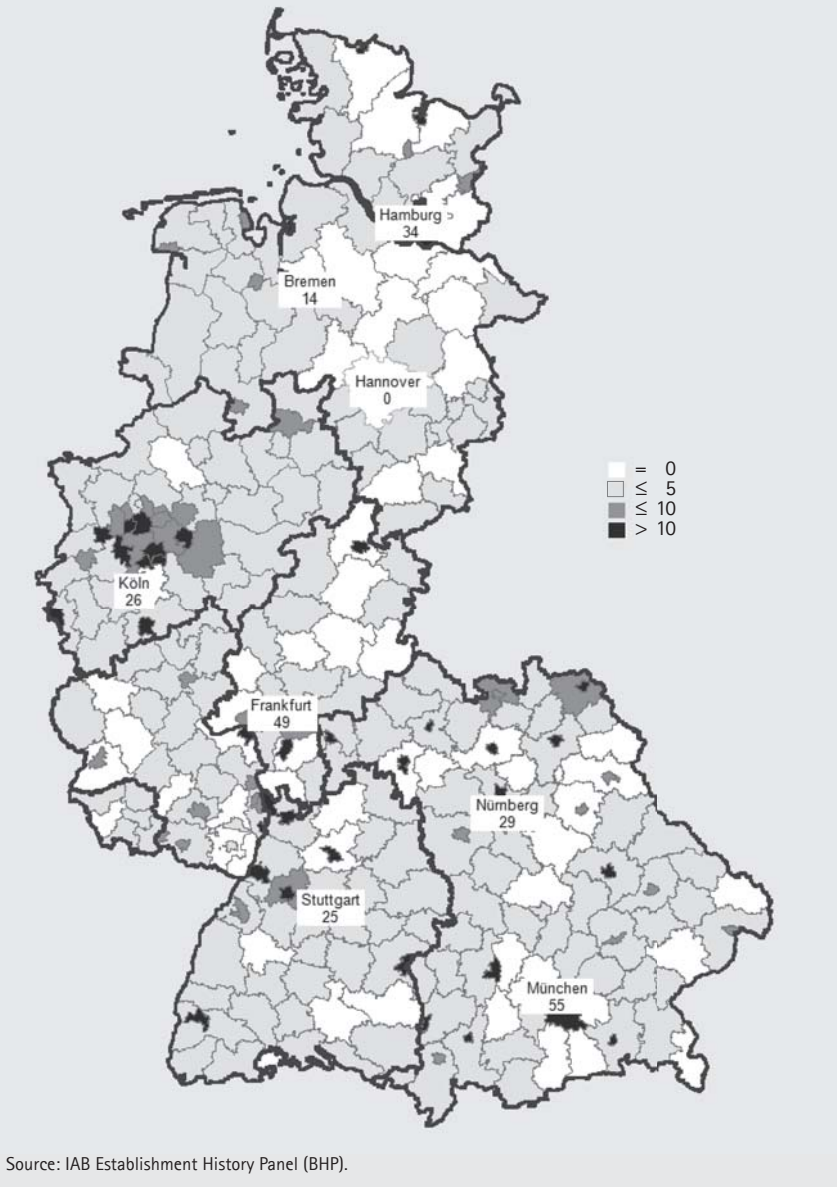 Hamburg
34
Bremen
14
Hannover
0
= 0
≤ 5
≤ 10
> 10
Köln
26
Frankfurt
49
Nürnberg
29
Stuttgart
25
München
55
Source: IAB Establishment History Panel (BHP).